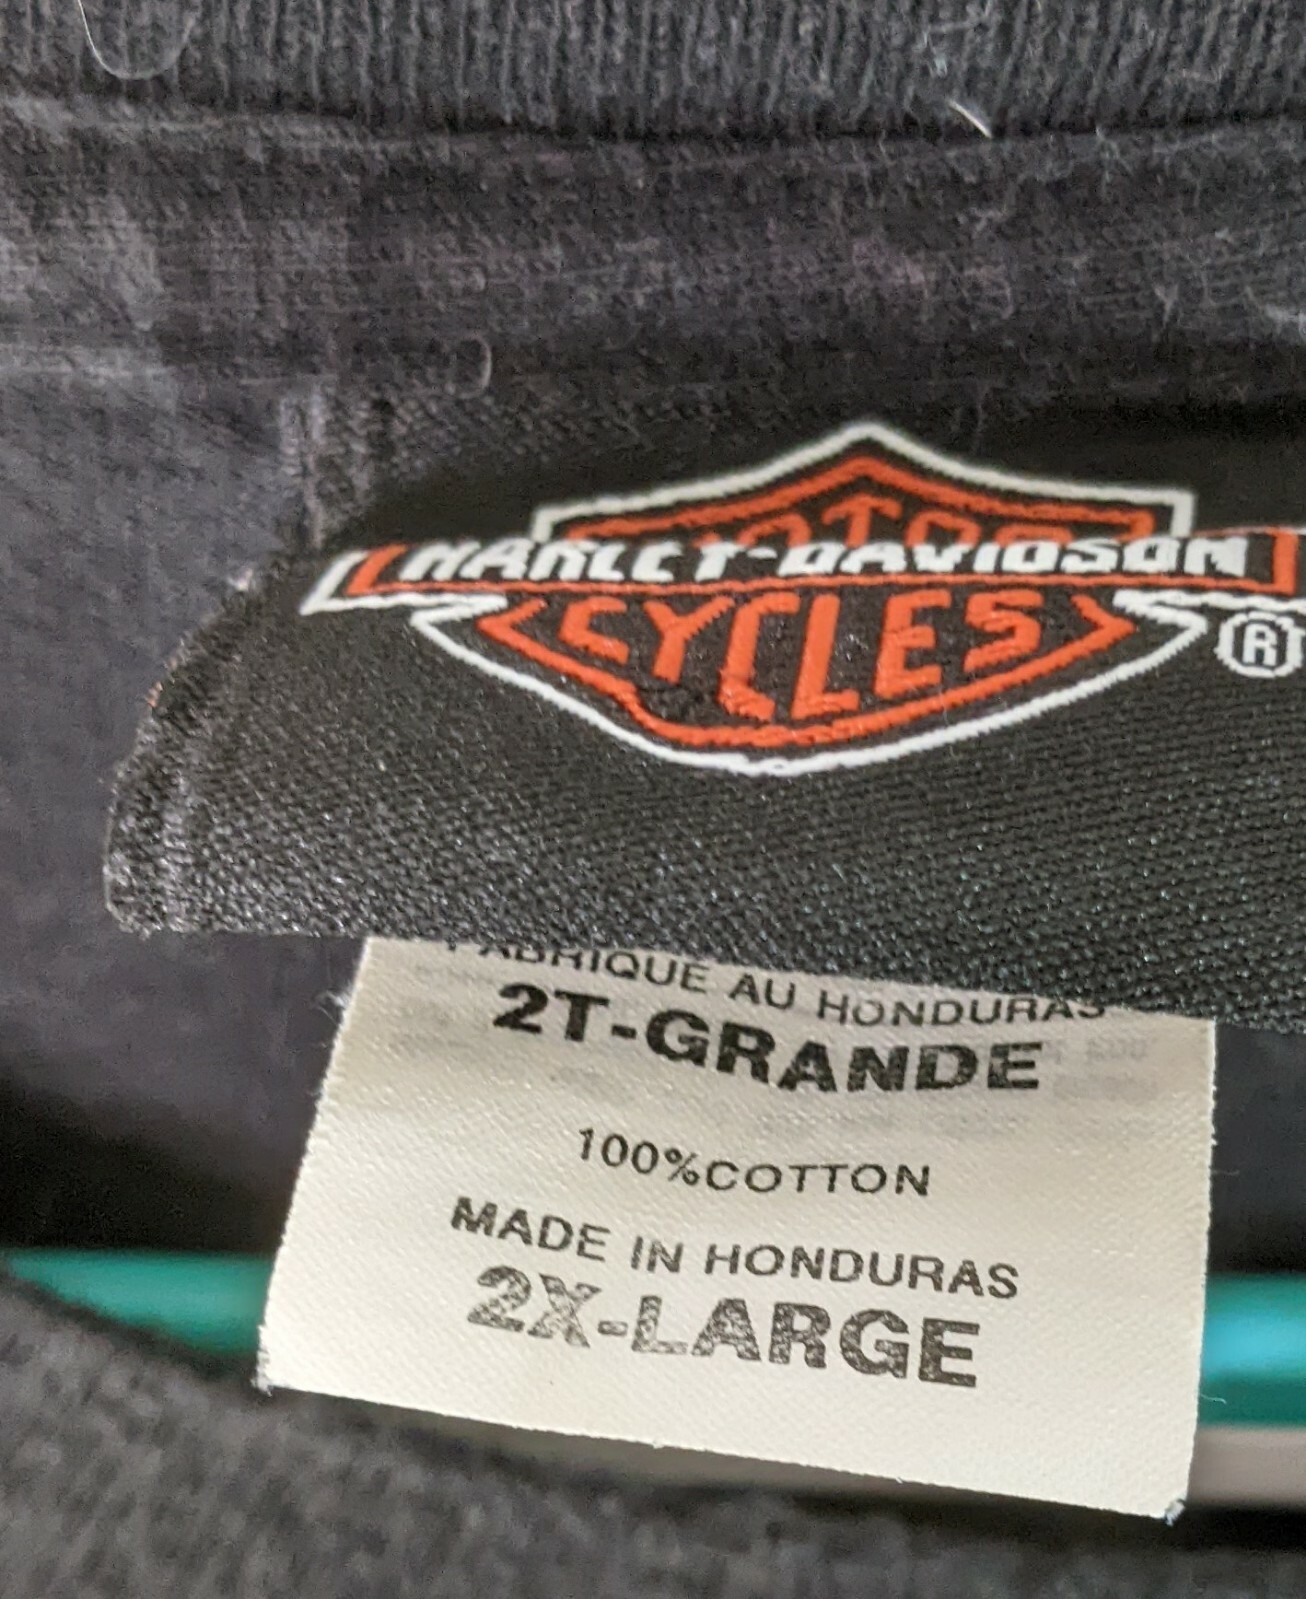 MOTOR
HARLEY-DAVIDSON
CYCLES
®
FABRIQUE AU HONDURAS
2T-GRANDE
100%COTTON
MADE IN HONDURAS
2X-LARGE